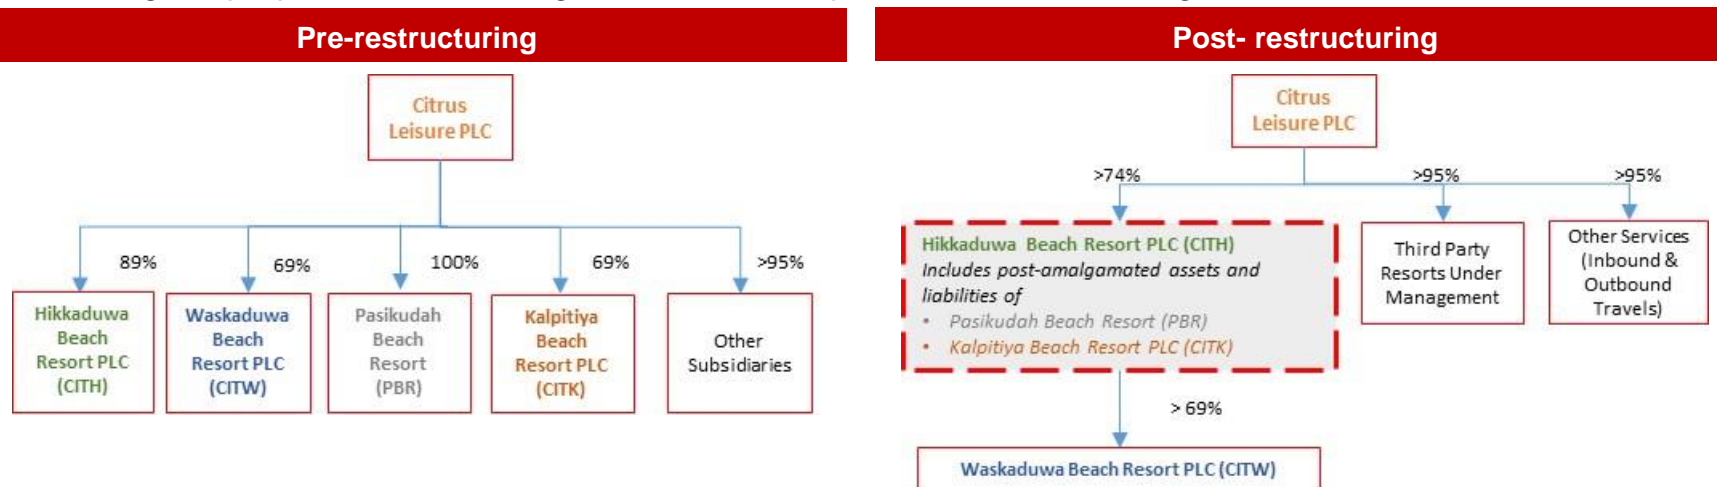 Pre-restructuring
Citrus
Leisure PLC
89%
69%
100%
69%
>95%
Hikkaduwa
Beach
Resort PLC
(CITH)
Waskaduwa
Beach
Resort PLC
(CITW)
Pasikudah
Beach
Resort
(PBR)
Kalpitiya
Beach
Resort PLC
(CITK)
Other
Subsidiaries
Post- restructuring
Citrus
Leisure PLC
>74%
>95%
>95%
Hikkaduwa Beach Resort PLC (CITH)
Includes post-amalgamated assets and
liabilities of
• Pasikudah Beach Resort (PBR)
• Kalpitiya Beach Resort PLC (CITK)
Third Party
Resorts Under
Management
Other Services
(Inbound &
Outbound
Travels)
> 69%
Waskaduwa Beach Resort PLC (CITW)